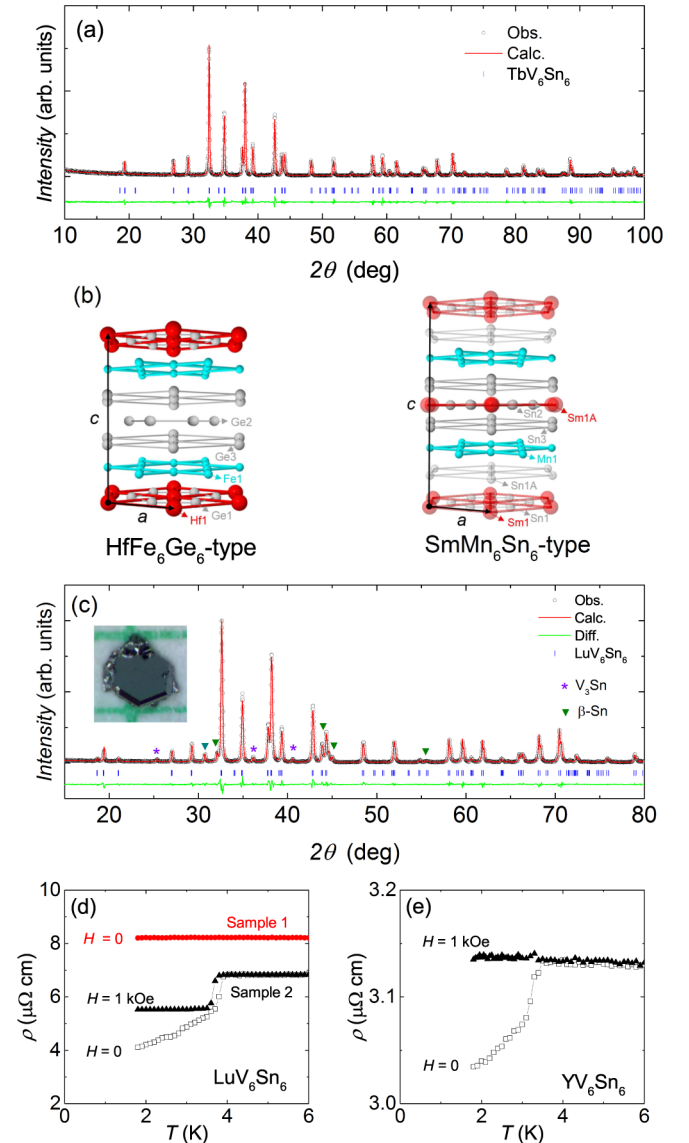 (a)
Obs.
Calc.
TbV6Sn6
Intensity (arb. units)
10 20 30 40 50 60 70 80 90 100
2θ (deg)
(b)
c
Ge2
Ge3
Fe1
Hf1
Ge1
a
HfFe6Ge6-type
c
Sn2
Sm1A
Sn3
Mn1
Sn1A
Sn1
Sm1
a
SmMn6Sn6-type
(c)
Obs.
Calc.
Diff.
LuV6Sn6
* V3Sn
▼ β-Sn
Intensity (arb. units)
20 30 40 50 60 70 80
2θ (deg)
(d)
10
8
6
4
2
0
Sample 1
H = 0
H = 1 kOe
Sample 2
H = 0
LuV6Sn6
ρ (μΩ cm)
0 2 4 6
T (K)
(e)
3.2
3.1
3.0
H = 1 kOe
H = 0
YV6Sn6
ρ (μΩ cm)
0 2 4 6
T (K)